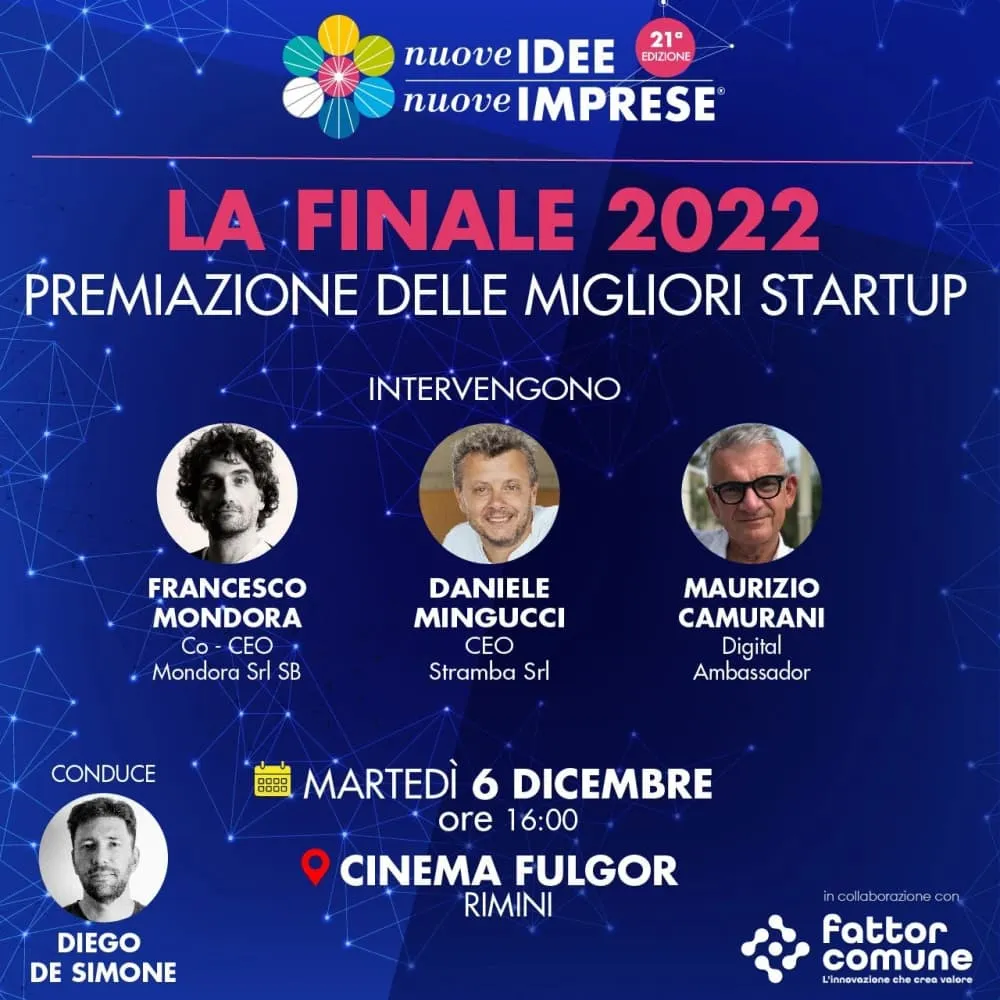 nuove IDEE
nuove IMPRESE®
21ª
EDIZIONE
LA FINALE 2022
PREMIAZIONE DELLE MIGLIORI STARTUP
INTERVENGONO
FRANCESCO
MONDORA
Co - CEO
Mondora Srl SB
DANIELE
MINGUCCI
CEO
Stramba Srl
MAURIZIO
CAMURANI
Digital
Ambassador
CONDUCE
DIEGO
DE SIMONE
MARTEDÌ 6 DICEMBRE
ore 16:00
CINEMA FULGOR
RIMINI
in collaborazione con
fattor
comune
L'innovazione che crea valore